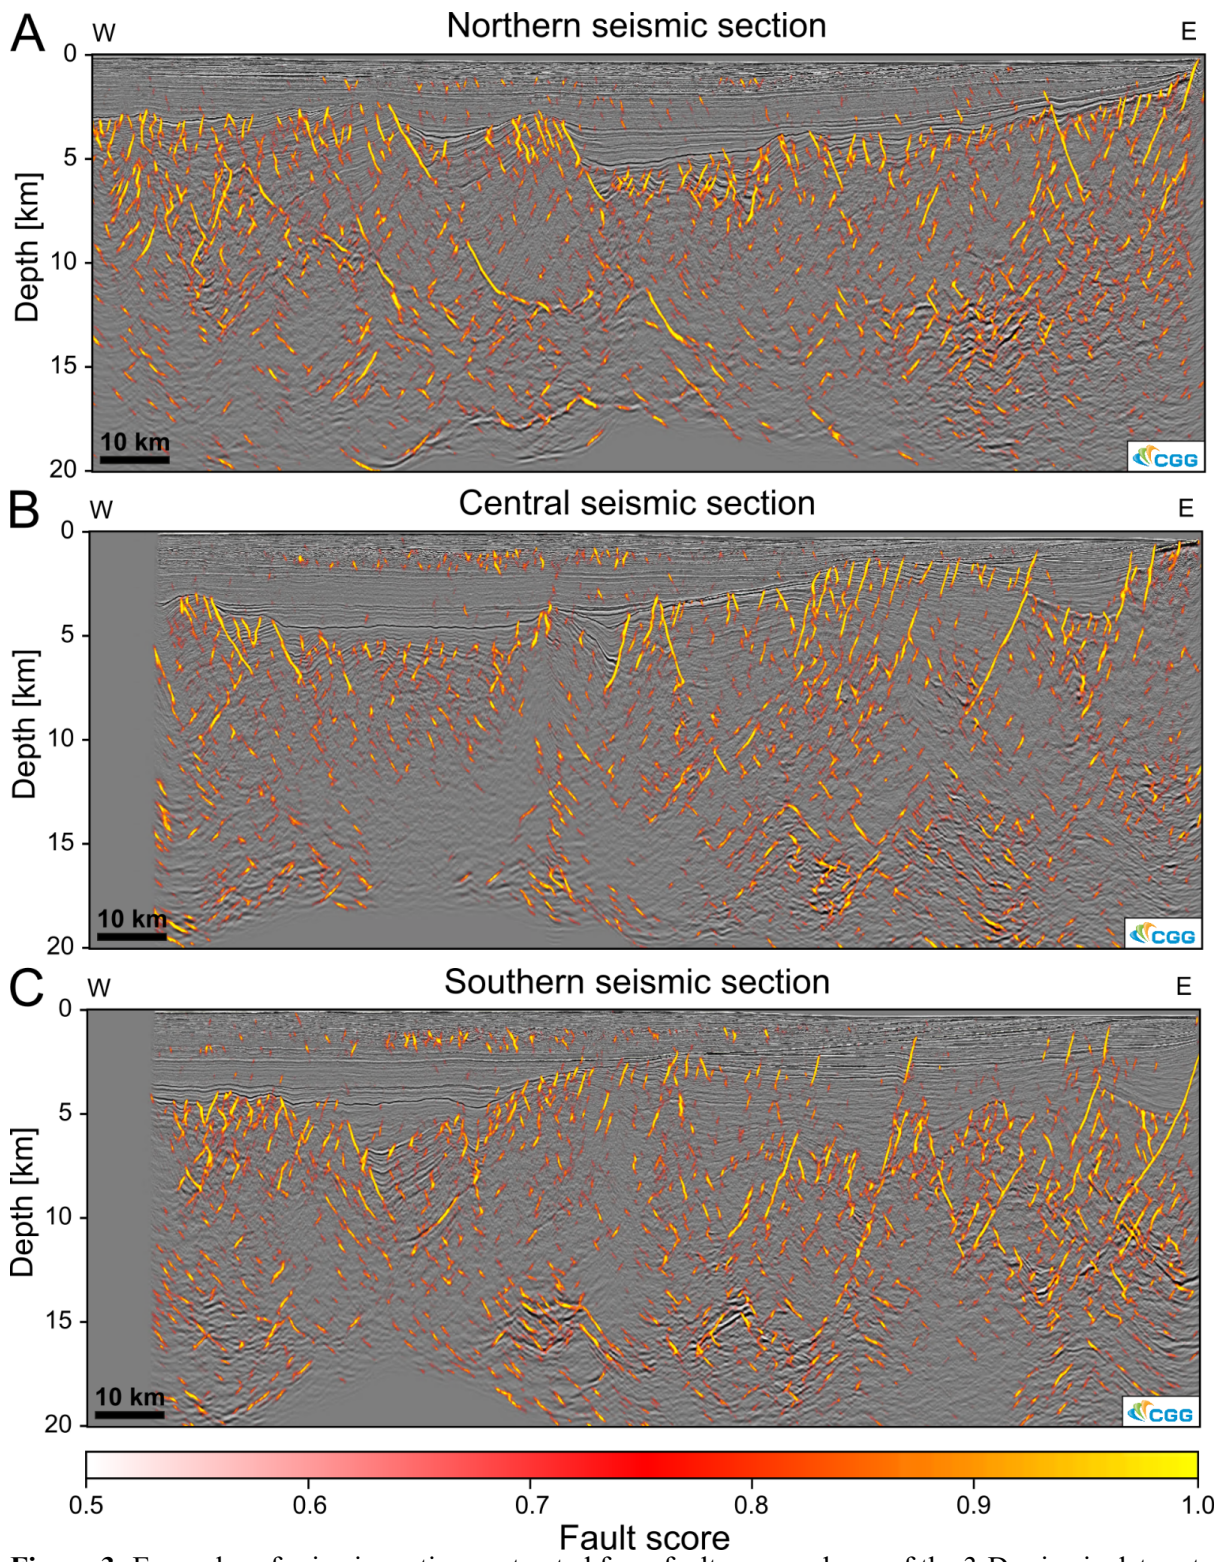 A
W
Northern seismic section
E
0
5
10
15
20
Depth [km]
10 km
CGG
B
W
Central seismic section
E
0
5
10
15
20
Depth [km]
10 km
CGG
C
W
Southern seismic section
E
0
5
10
15
20
Depth [km]
10 km
CGG
0.5 0.6 0.7 0.8 0.9 1.0
Fault score